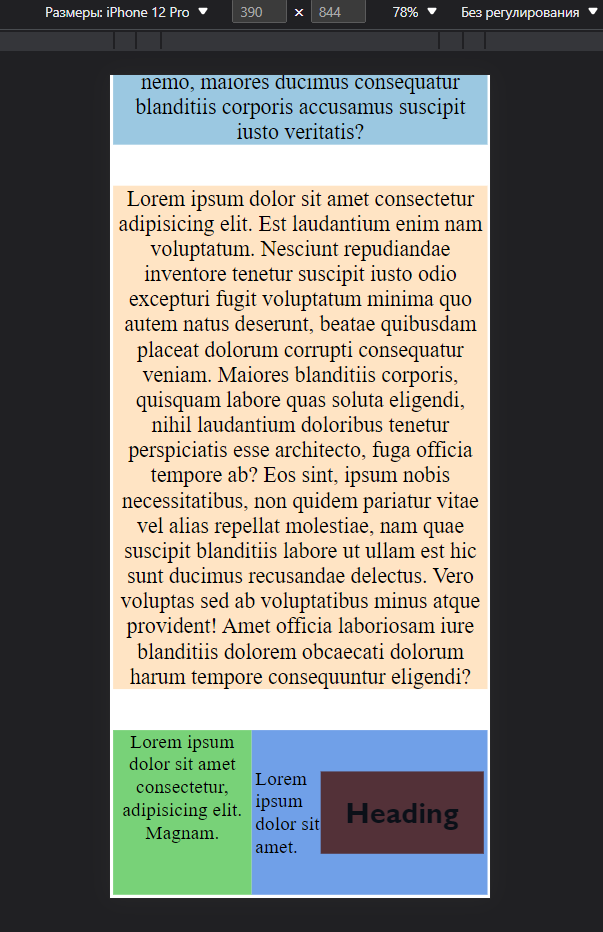 Размеры: iPhone 12 Pro ▼ 390 × 844 78% ▼ Без регулирования ▼
nemo, maiores ducimus consequatur
blanditiis corporis accusamus suscipit
iusto veritatis?
Lorem ipsum dolor sit amet consectetur
adipisicing elit. Est laudantium enim nam
voluptatum. Nesciunt repudiandae
inventore tenetur suscipit iusto odio
excepturi fugit voluptatum minima quo
autem natus deserunt, beatae quibusdam
placeat dolorum corrupti consequatur
veniam. Maiores blanditiis corporis,
quisquam labore quas soluta eligendi,
nihil laudantium doloribus tenetur
perspiciatis esse architecto, fuga officia
tempore ab? Eos sint, ipsum nobis
necessitatibus, non quidem pariatur vitae
vel alias repellat molestiae, nam quae
suscipit blanditiis labore ut ullam est hic
sunt ducimus recusandae delectus. Vero
voluptas sed ab voluptatibus minus atque
provident! Amet officia laboriosam iure
blanditiis dolorem obcaecati dolorum
harum tempore consequuntur eligendi?
Lorem ipsum
dolor sit amet
consectetur,
adipisicing elit.
Magnam.
Lorem
ipsum
dolor sit
amet.
Heading